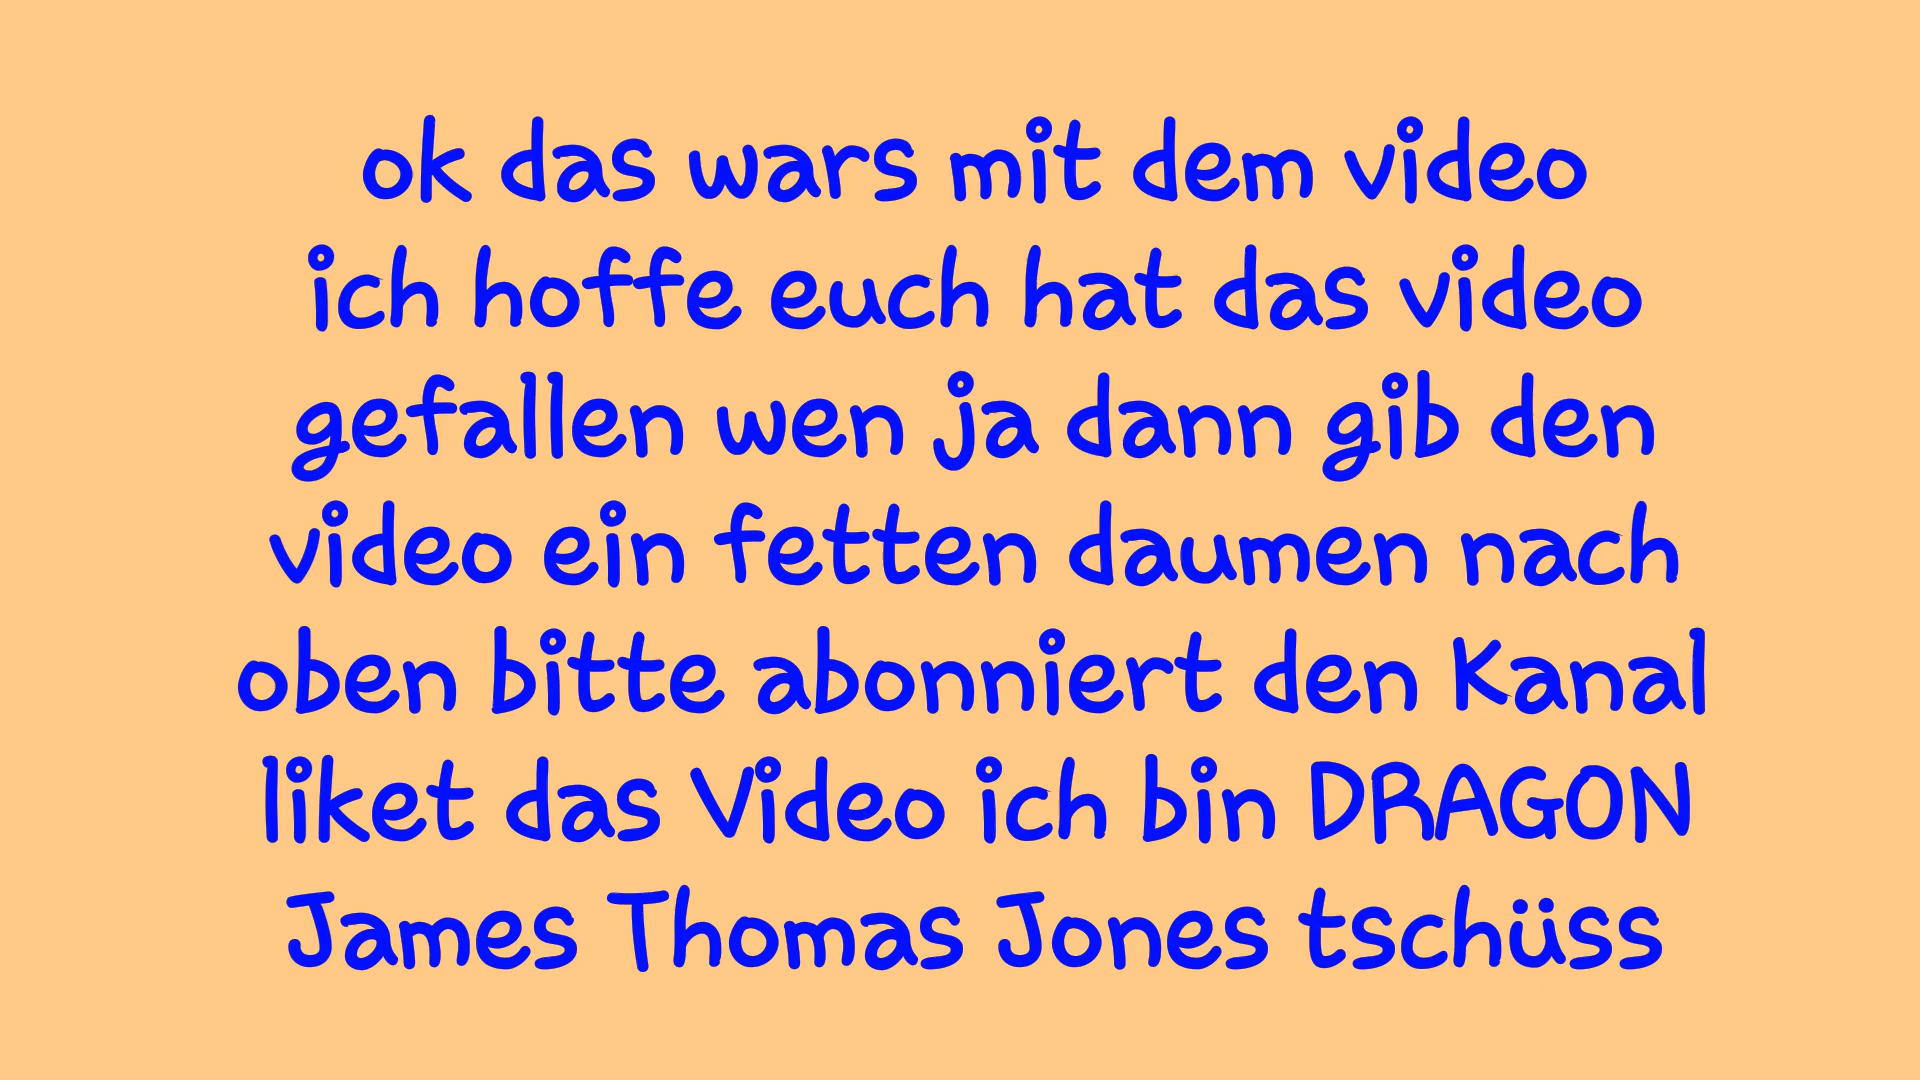 ok das wars mit dem video
ich hoffe euch hat das video
gefallen wen ja dann gib den
video ein fetten daumen nach
oben bitte abonniert den Kanal
liket das Video ich bin DRAGON
James Thomas Jones tschüss